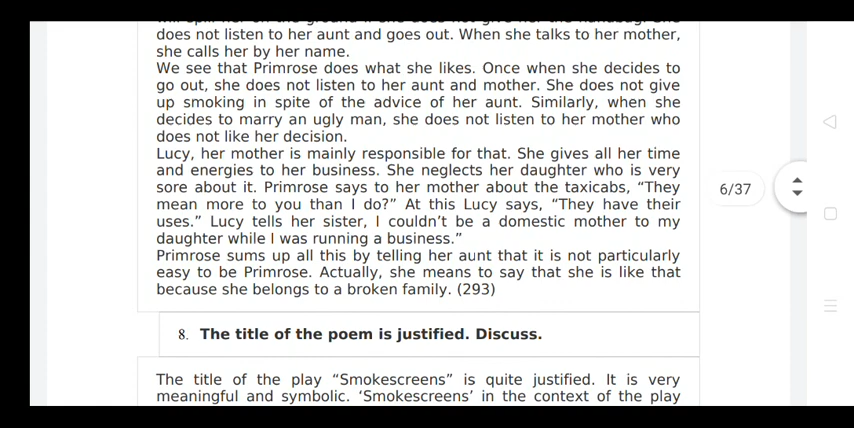 does not listen to her aunt and goes out. When she talks to her mother,
she calls her by her name.
We see that Primrose does what she likes. Once when she decides to
go out, she does not listen to her aunt and mother. She does not give
up smoking in spite of the advice of her aunt. Similarly, when she
decides to marry an ugly man, she does not listen to her mother who
does not like her decision.
Lucy, her mother is mainly responsible for that. She gives all her time
and energies to her business. She neglects her daughter who is very
sore about it. Primrose says to her mother about the taxicabs, “They
mean more to you than I do?” At this Lucy says, “They have their
uses.” Lucy tells her sister, I couldn’t be a domestic mother to my
daughter while I was running a business.”
Primrose sums up all this by telling her aunt that it is not particularly
easy to be Primrose. Actually, she means to say that she is like that
because she belongs to a broken family. (293)
6/37
8. The title of the poem is justified. Discuss.
The title of the play “Smokescreens” is quite justified. It is very
meaningful and symbolic. ‘Smokescreens’ in the context of the play